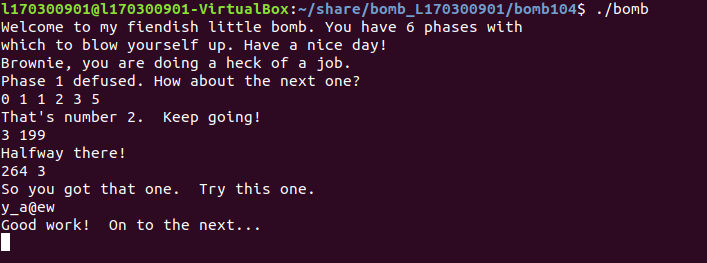 l170300901@l170300901-VirtualBox:~/share/bomb_L170300901/bomb104$ ./bomb
Welcome to my fiendish little bomb. You have 6 phases with
which to blow yourself up. Have a nice day!
Brownie, you are doing a heck of a job.
Phase 1 defused. How about the next one?
0 1 1 2 3 5
That's number 2.  Keep going!
3 199
Halfway there!
264 3
So you got that one.  Try this one.
y_a@ew
Good work!  On to the next...